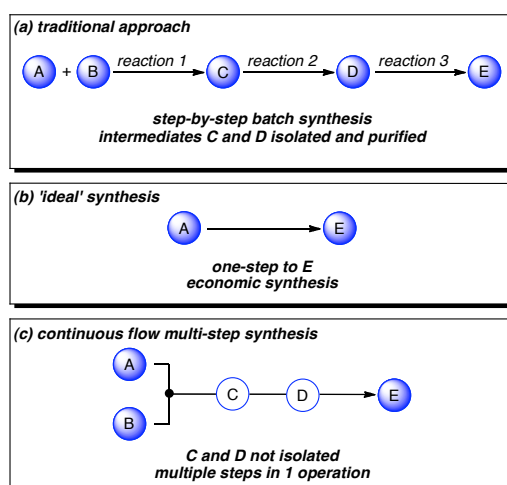 (a) traditional approach
A + B reaction 1 C reaction 2 D reaction 3 E
step-by-step batch synthesis
intermediates C and D isolated and purified
(b) 'ideal' synthesis
A E
one-step to E
economic synthesis
(c) continuous flow multi-step synthesis
A
C D E
B
C and D not isolated
multiple steps in 1 operation